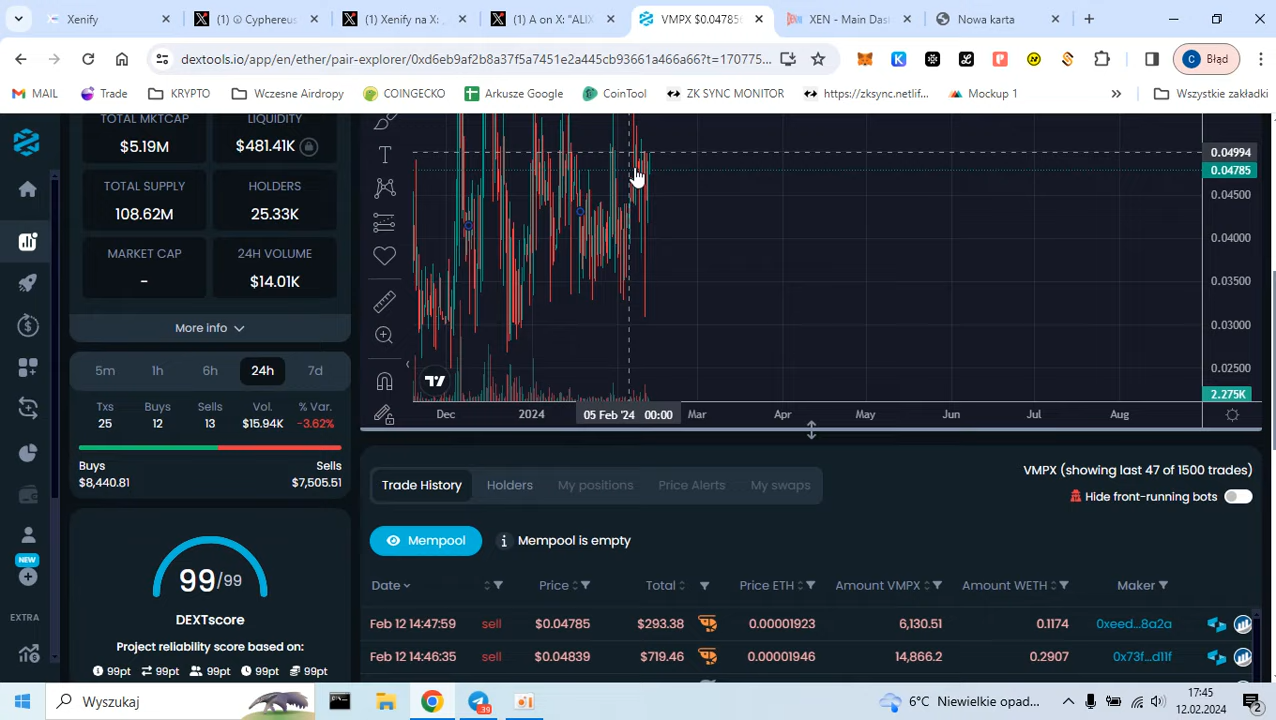 Xenify
(1) @ Cyphereus
(1) Xenify na X:
(1) A on X: "ALIX
VMPX $0.04785
XEN - Main Das
Nowa karta
dextools.io/app/en/ether/pair-explorer/0xd6eb9af2b8a37f5a7451e2a445cb93661a466a66?t=170775...
C Błąd
MAIL
Trade
KRYPTO
Wczesne Airdropy
COINGECKO
Arkusze Google
CoinTool
ZK SYNC MONITOR
https://zksync.netlif...
Mockup 1
Wszystkie zakładki
TOTAL MKTCAP
$5.19M
LIQUIDITY
$481.41K
TOTAL SUPPLY
108.62M
HOLDERS
25.33K
MARKET CAP
-
24H VOLUME
$14.01K
More info
5m 1h 6h 24h 7d
Txs Buys Sells Vol. % Var.
25 12 13 $15.94K -3.62%
Buys Sells
$8,440.81 $7,505.51
99/99
DEXTscore
Project reliability score based on:
99pt 99pt 99pt 99pt 99pt
NEW
EXTRA
0.04994
0.04785
0.04500
0.04000
0.03500
0.03000
0.02500
2.275K
Dec 2024 05 Feb '24 00:00 Mar Apr May Jun Jul Aug
Trade History Holders My positions Price Alerts My swaps
VMPX (showing last 47 of 1500 trades)
Hide front-running bots
Mempool
Mempool is empty
Date Price Total Price ETH Amount VMPX Amount WETH Maker
Feb 12 14:47:59 sell $0.04785 $293.38 0.00001923 6,130.51 0.1174 0xeed...8a2a
Feb 12 14:46:35 sell $0.04839 $719.46 0.00001946 14,866.2 0.2907 0x73f...d11f
Wyszukaj
39
6°C Niewielkie opad...
17:45
12.02.2024
2